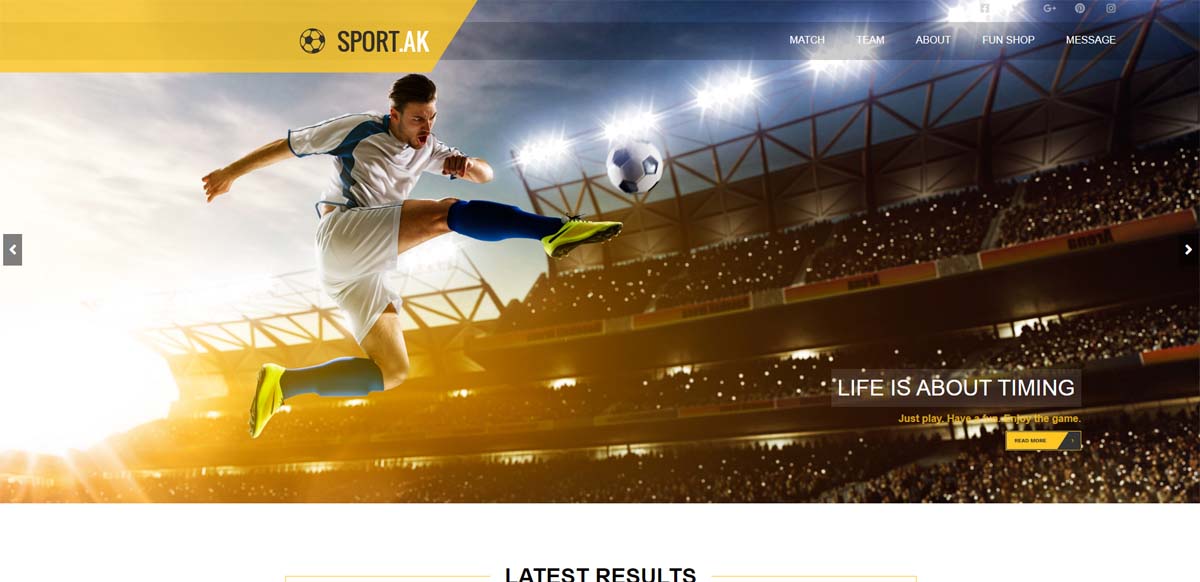 SPORT.AK
MATCH TEAM ABOUT FUN SHOP MESSAGE
LIFE IS ABOUT TIMING
Just play. Have a fun. Enjoy the game.
READ MORE
LATEST RESULTS